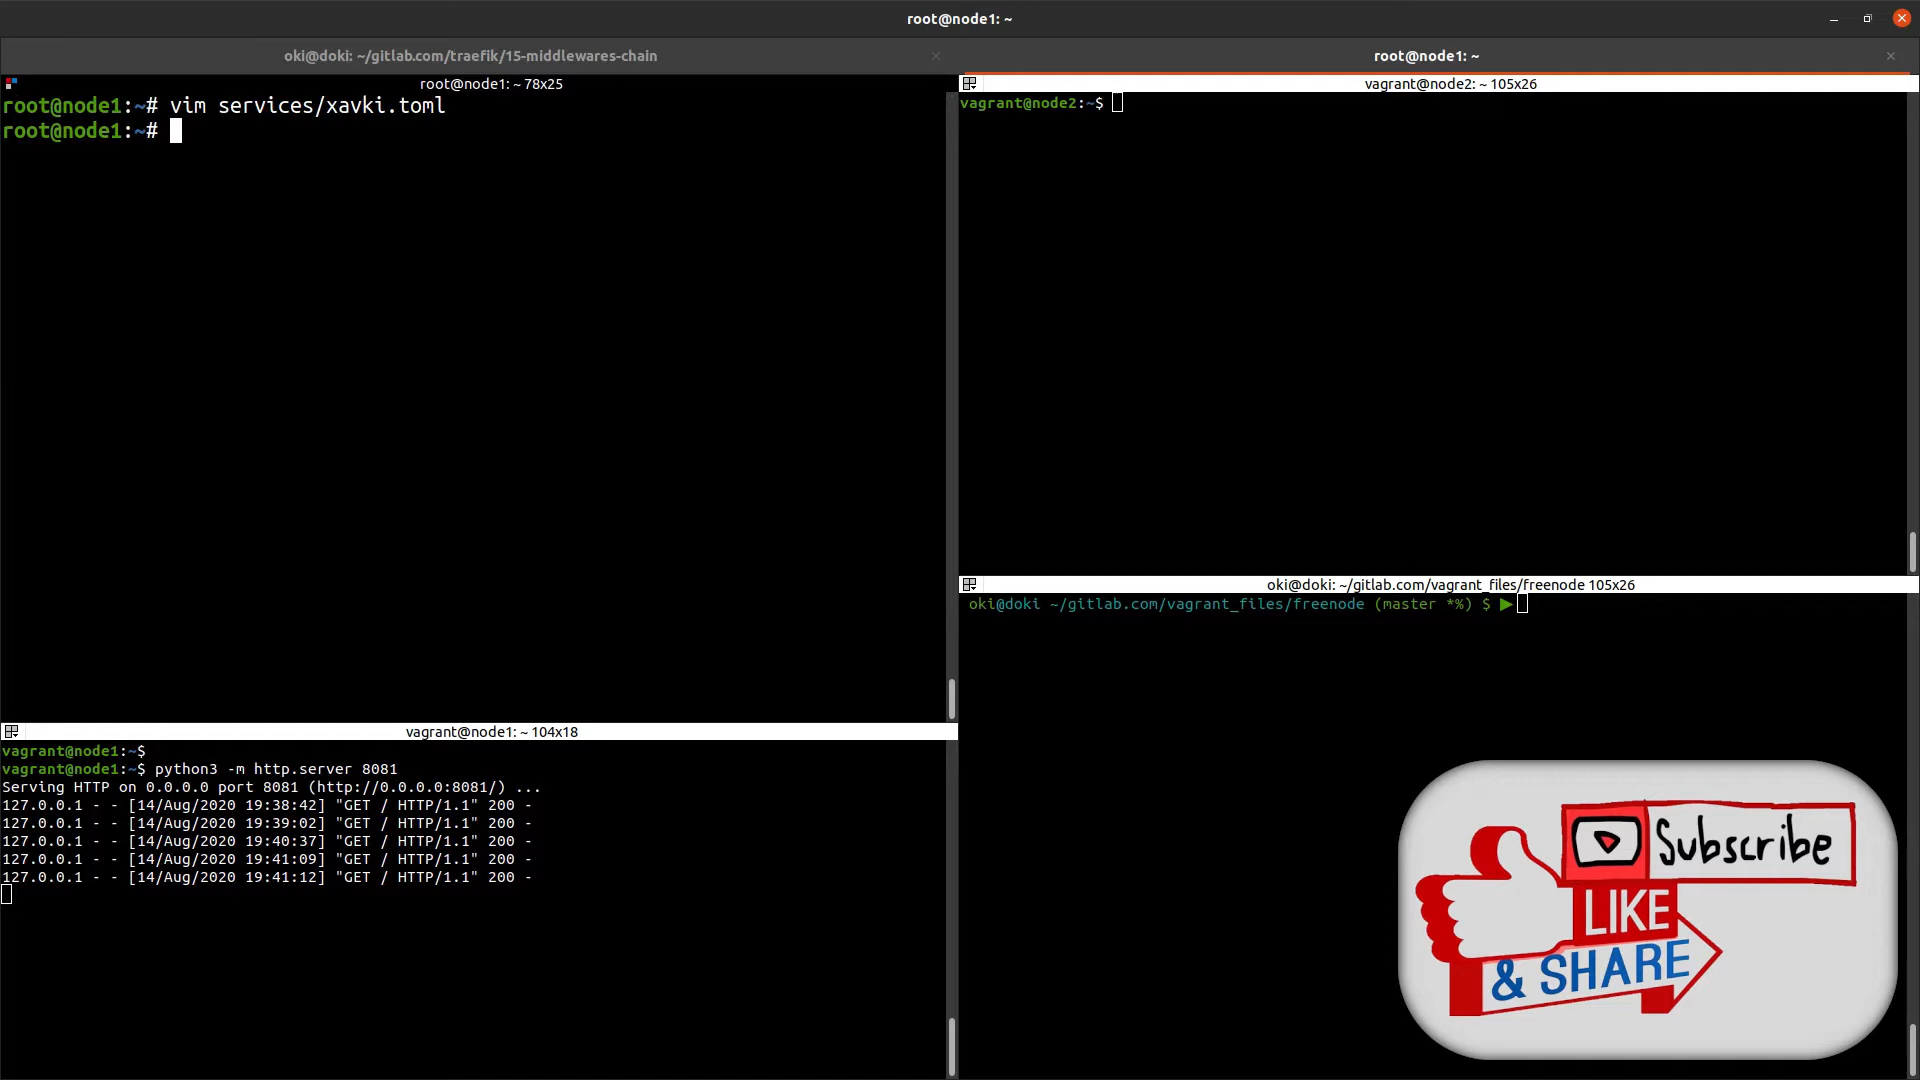 root@node1: ~
oki@doki: ~/gitlab.com/traefik/15-middlewares-chain
root@node1: ~
root@node1: ~ 78x25
root@node1:~# vim services/xavki.toml
root@node1:~#
vagrant@node2: ~ 105x26
vagrant@node2:~$
oki@doki: ~/gitlab.com/vagrant_files/freenode 105x26
oki@doki ~/gitlab.com/vagrant_files/freenode (master *%) $ ▶
vagrant@node1: ~ 104x18
vagrant@node1:~$
vagrant@node1:~$ python3 -m http.server 8081
Serving HTTP on 0.0.0.0 port 8081 (http://0.0.0.0:8081/) ...
127.0.0.1 - - [14/Aug/2020 19:38:42] "GET / HTTP/1.1" 200 -
127.0.0.1 - - [14/Aug/2020 19:39:02] "GET / HTTP/1.1" 200 -
127.0.0.1 - - [14/Aug/2020 19:40:37] "GET / HTTP/1.1" 200 -
127.0.0.1 - - [14/Aug/2020 19:41:09] "GET / HTTP/1.1" 200 -
127.0.0.1 - - [14/Aug/2020 19:41:12] "GET / HTTP/1.1" 200 -
Subscribe
LIKE
& SHARE